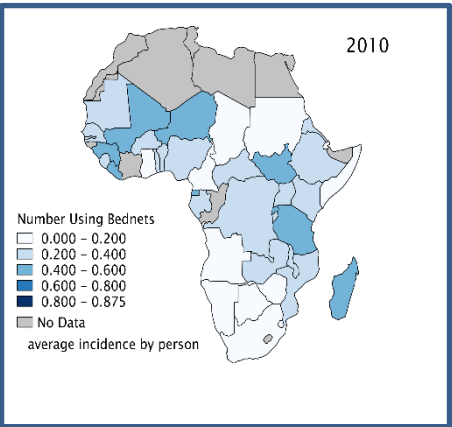 2010
Number Using Bednets
0.000 - 0.200
0.200 - 0.400
0.400 - 0.600
0.600 - 0.800
0.800 - 0.875
No Data
average incidence by person